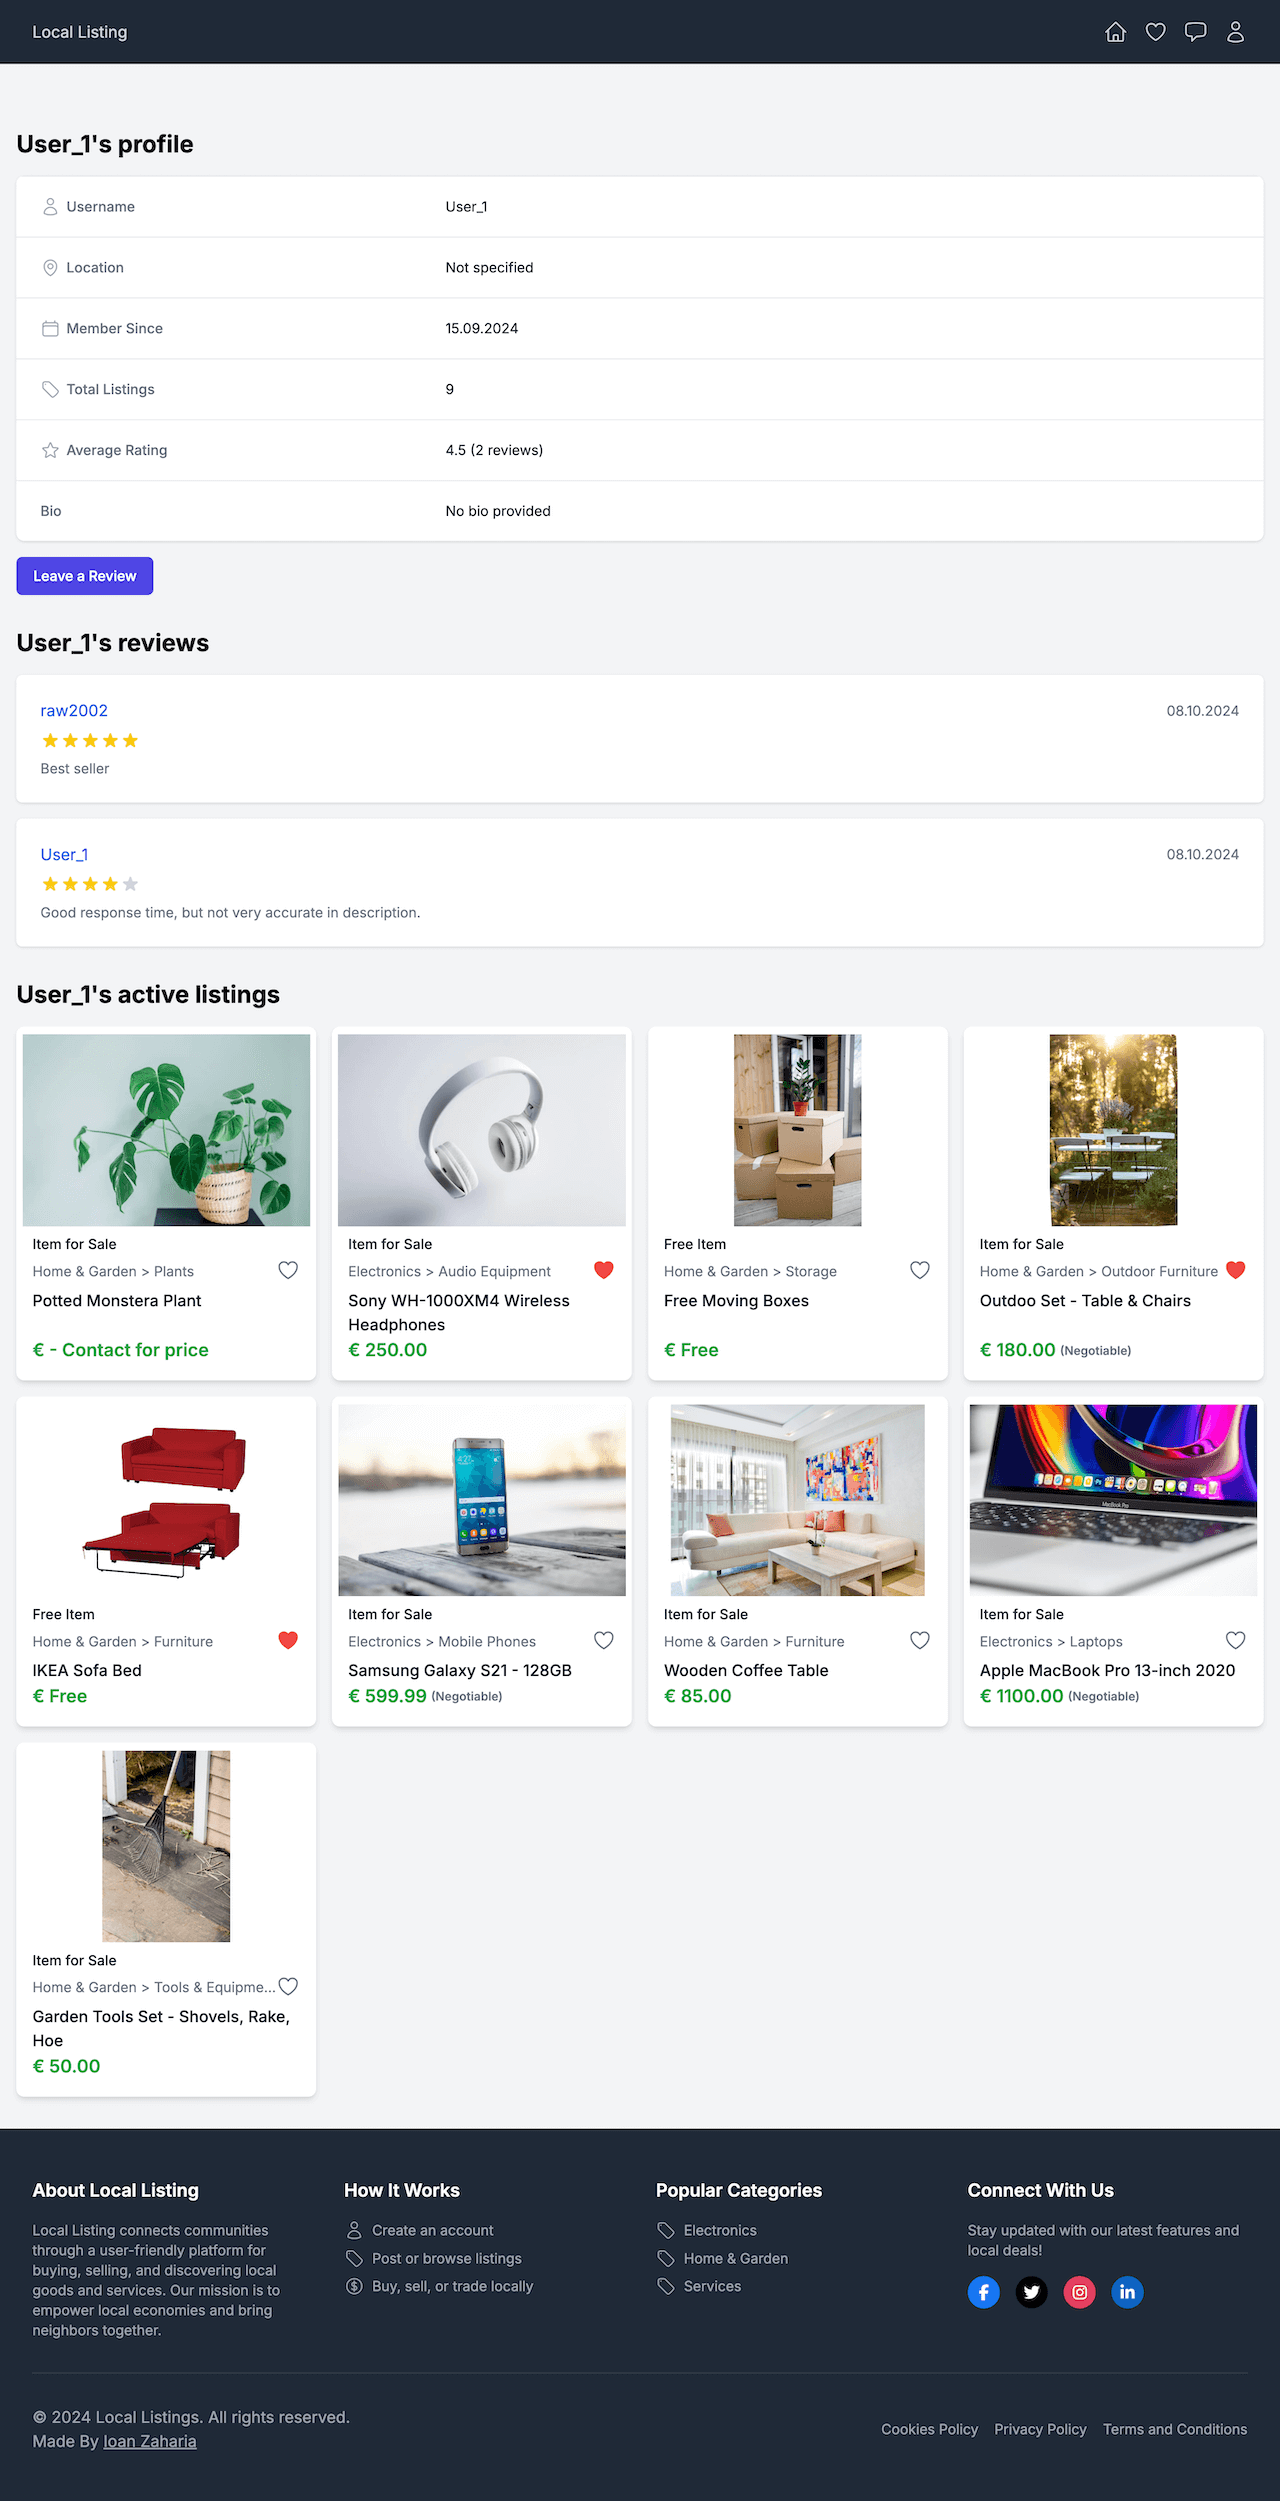 Local Listing
User_1's profile
Username
User_1
Location
Not specified
Member Since
15.09.2024
Total Listings
9
Average Rating
4.5 (2 reviews)
Bio
No bio provided
Leave a Review
User_1's reviews
raw2002
08.10.2024
Best seller
User_1
08.10.2024
Good response time, but not very accurate in description.
User_1's active listings
Item for Sale
Home & Garden > Plants
Potted Monstera Plant
€ - Contact for price
Item for Sale
Electronics > Audio Equipment
Sony WH-1000XM4 Wireless
Headphones
€ 250.00
Free Item
Home & Garden > Storage
Free Moving Boxes
€ Free
Item for Sale
Home & Garden > Outdoor Furniture
Outdoo Set - Table & Chairs
€ 180.00 (Negotiable)
Free Item
Home & Garden > Furniture
IKEA Sofa Bed
€ Free
Item for Sale
Electronics > Mobile Phones
Samsung Galaxy S21 - 128GB
€ 599.99 (Negotiable)
Item for Sale
Home & Garden > Furniture
Wooden Coffee Table
€ 85.00
MacBook Pro
Item for Sale
Electronics > Laptops
Apple MacBook Pro 13-inch 2020
€ 1100.00 (Negotiable)
Item for Sale
Home & Garden > Tools & Equipme...
Garden Tools Set - Shovels, Rake,
Hoe
€ 50.00
About Local Listing
Local Listing connects communities
through a user-friendly platform for
buying, selling, and discovering local
goods and services. Our mission is to
empower local economies and bring
neighbors together.
How It Works
Create an account
Post or browse listings
Buy, sell, or trade locally
Popular Categories
Electronics
Home & Garden
Services
Connect With Us
Stay updated with our latest features and
local deals!
© 2024 Local Listings. All rights reserved.
Made By Ioan Zaharia
Cookies Policy
Privacy Policy
Terms and Conditions